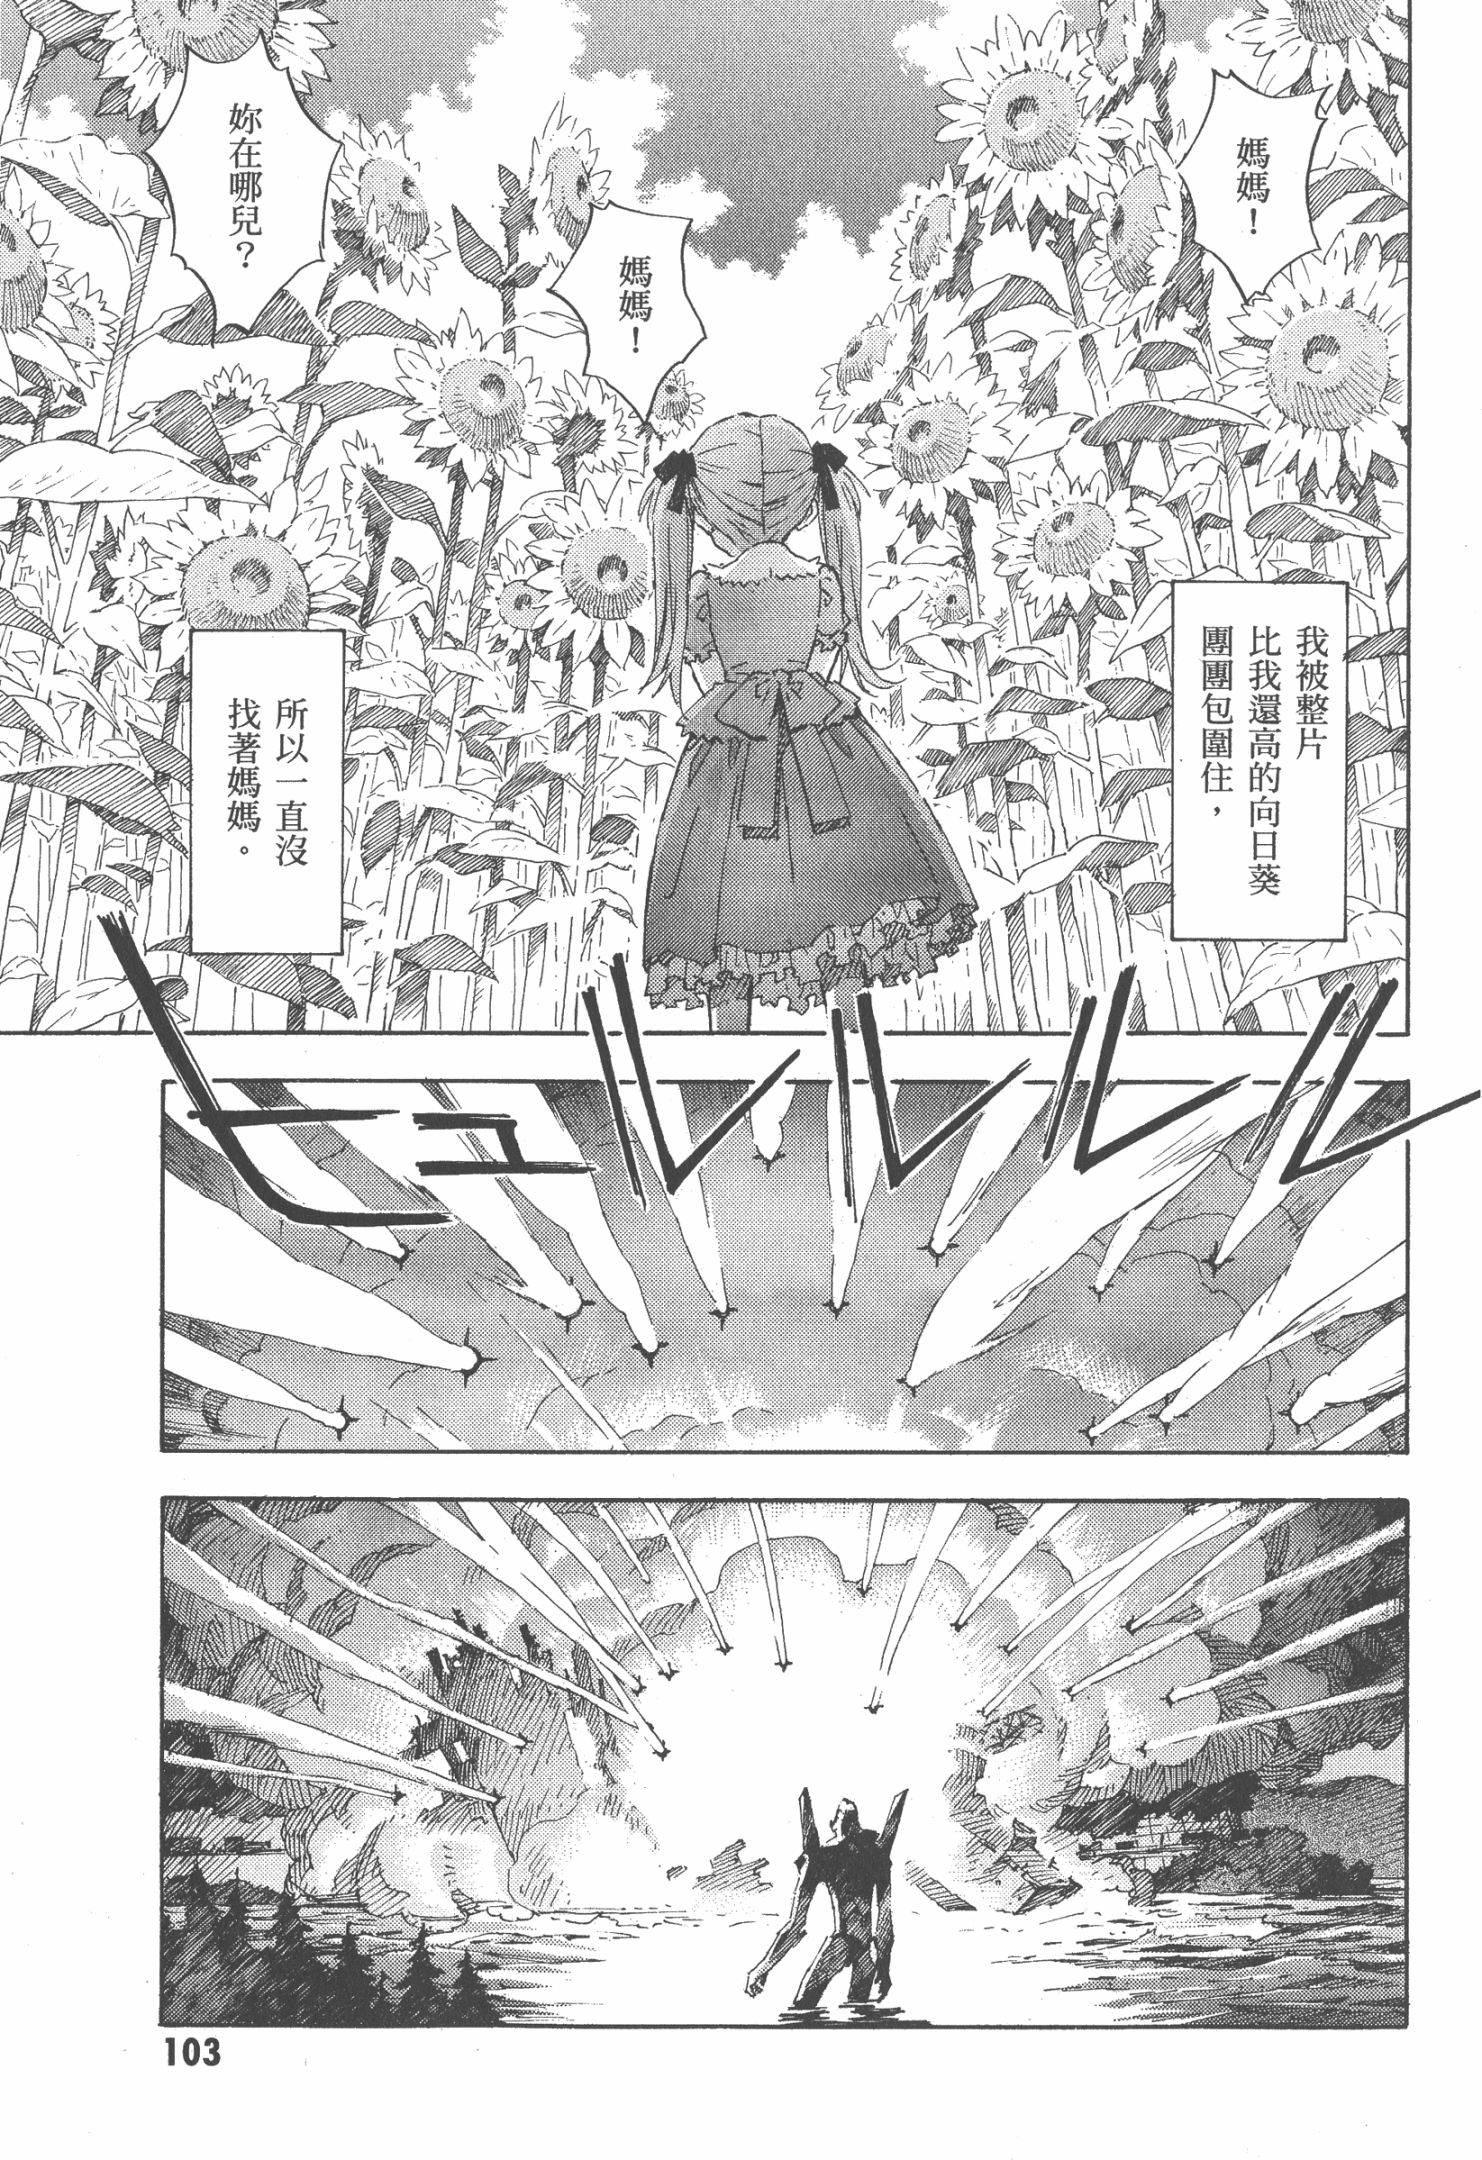 媽媽！
媽媽！
妳在哪兒？
我被整片
比我還高的向日葵
團團包圍住，
所以一直沒
找著媽媽。
ヒュルルルル
103